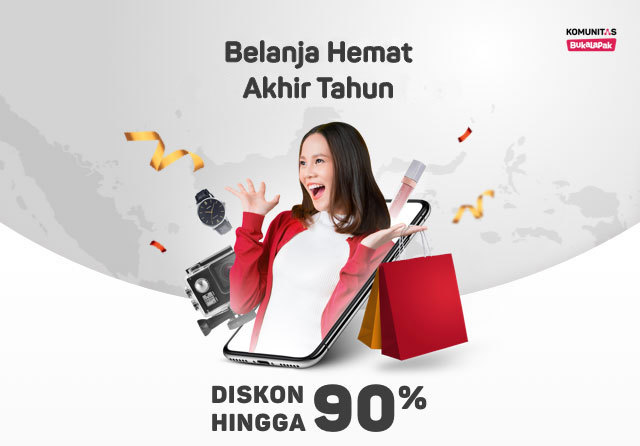 KOMUNITAS
BukaLapak
Belanja Hemat
Akhir Tahun
DISKON
HINGGA
90%